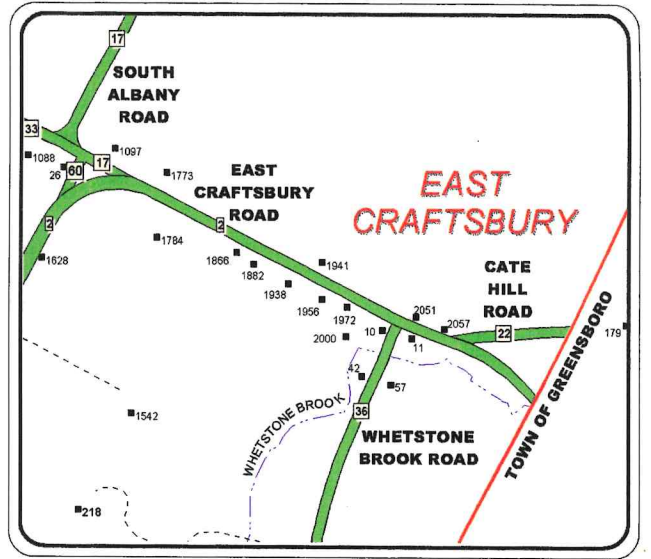 17
SOUTH
ALBANY
ROAD
33
1088
26
60
17
1097
1773
EAST
CRAFTSBURY
ROAD
EAST
CRAFTSBURY
2
2
1628
1784
1866
1882
1938
1941
1956
1972
2000
10
2051
2057
11
CATE
HILL
ROAD
22
179
TOWN OF GREENSBORO
42
57
36
WHETSTONE BROOK
WHETSTONE
BROOK ROAD
1542
218